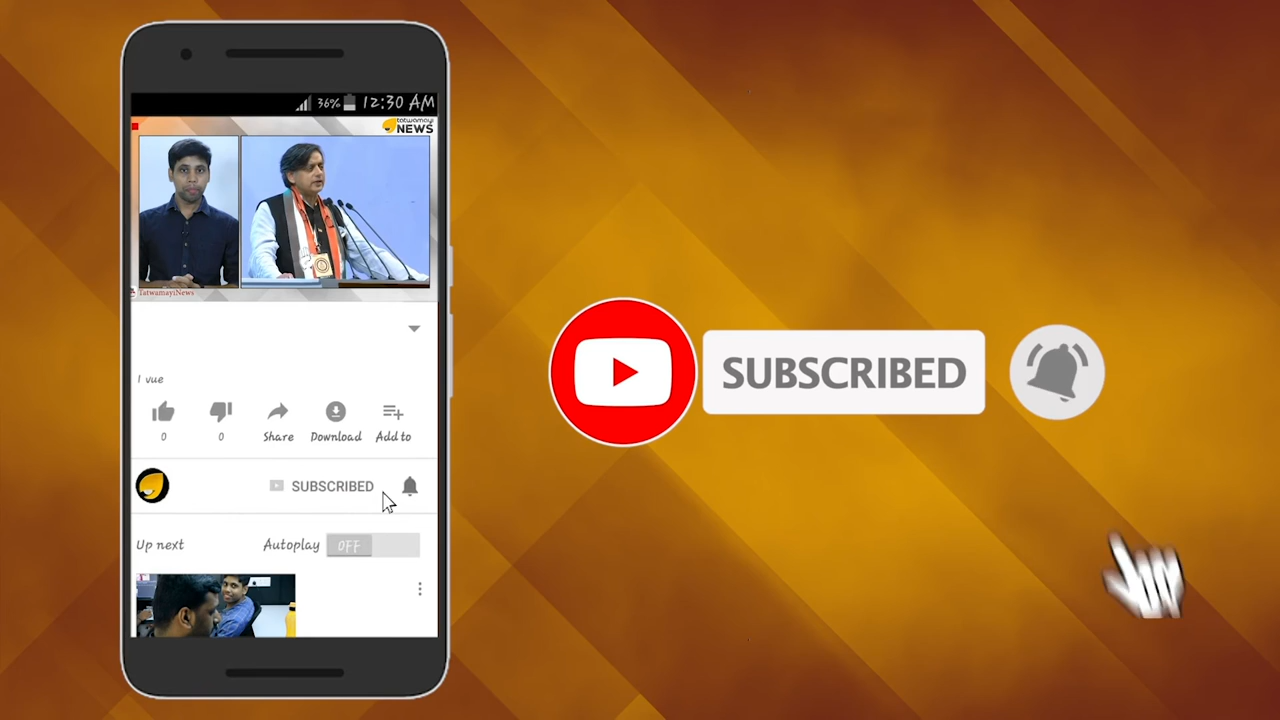 36% 12:30 AM
tatwamayi
NEWS
TatwamayiNews
1 vue
0 0 Share Download Add to
SUBSCRIBED
Up next Autoplay OFF
SUBSCRIBED